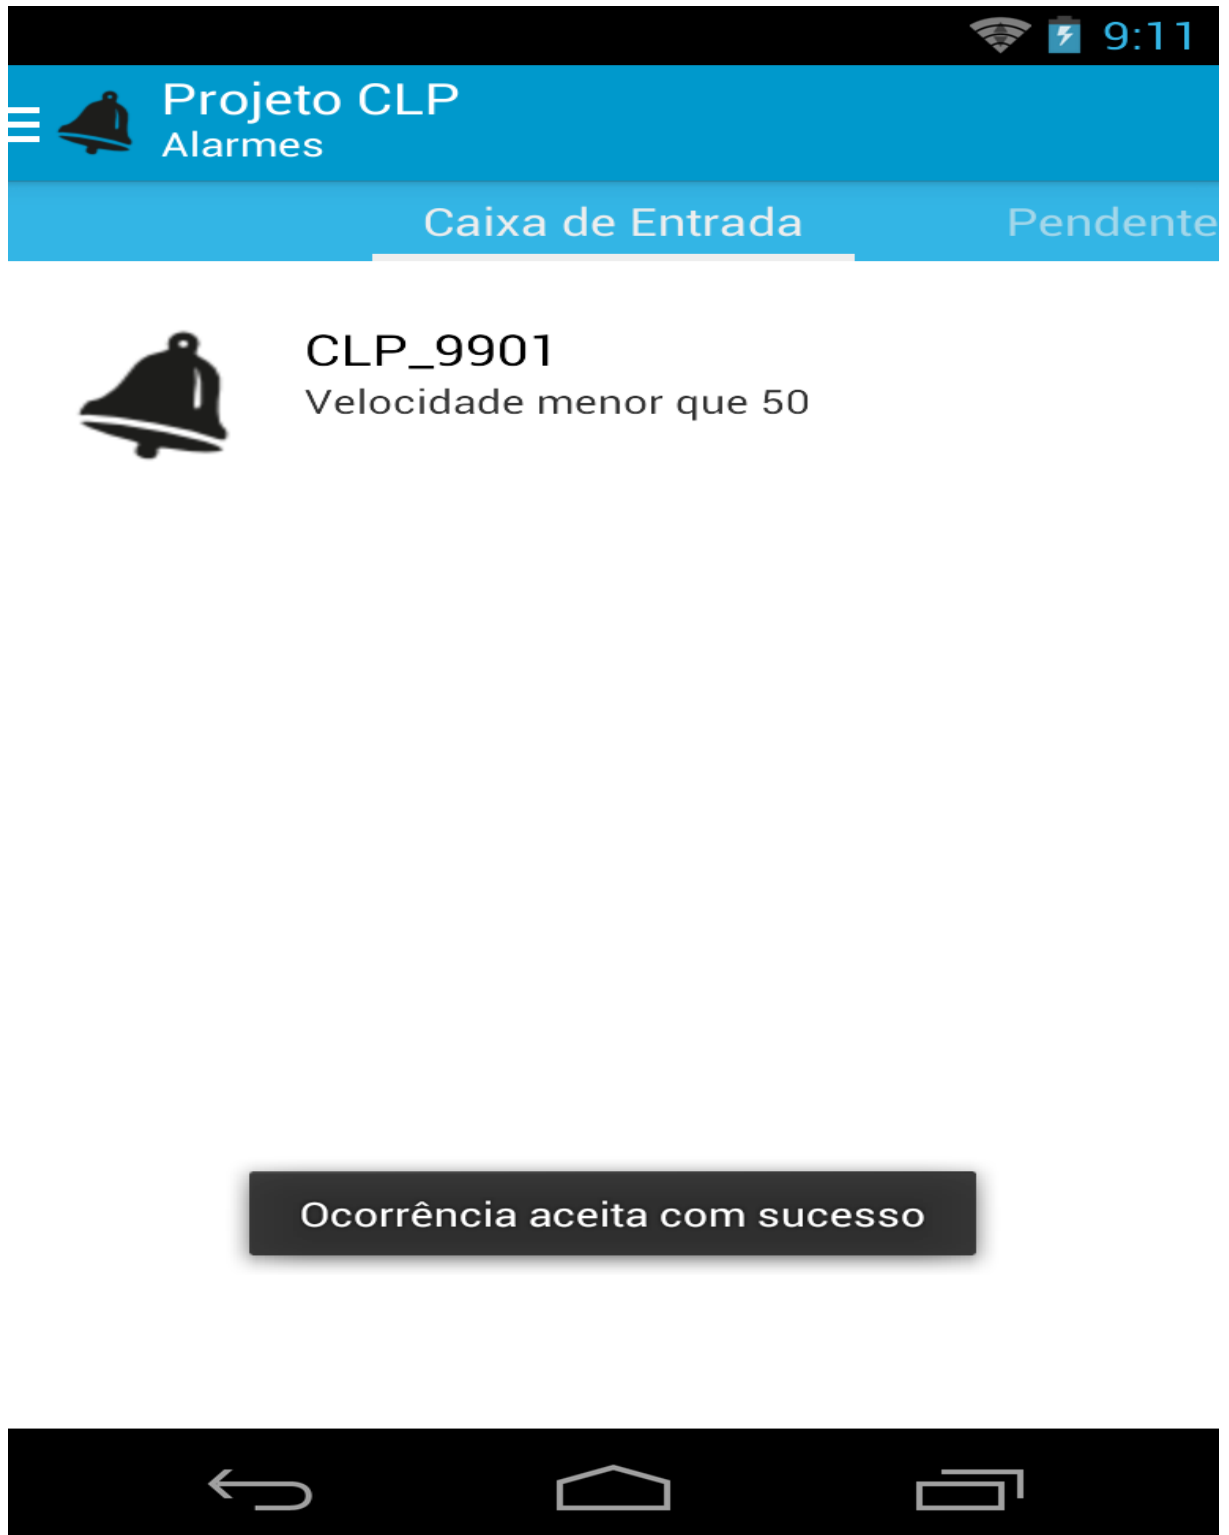 9:11
Projeto CLP
Alarmes
Caixa de Entrada Pendente
CLP_9901
Velocidade menor que 50
Ocorrência aceita com sucesso